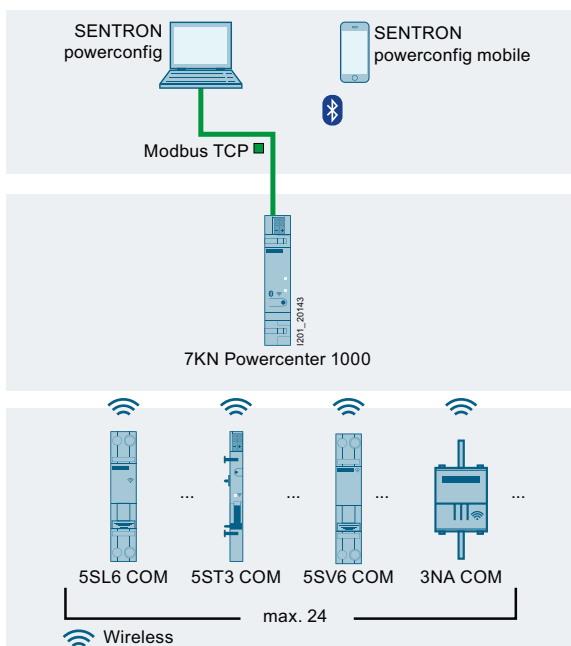 SENTRON
powerconfig
SENTRON
powerconfig mobile
Modbus TCP
I201_20143
7KN Powercenter 1000
... ... ... ...
5SL6 COM 5ST3 COM 5SV6 COM 3NA COM
max. 24
Wireless